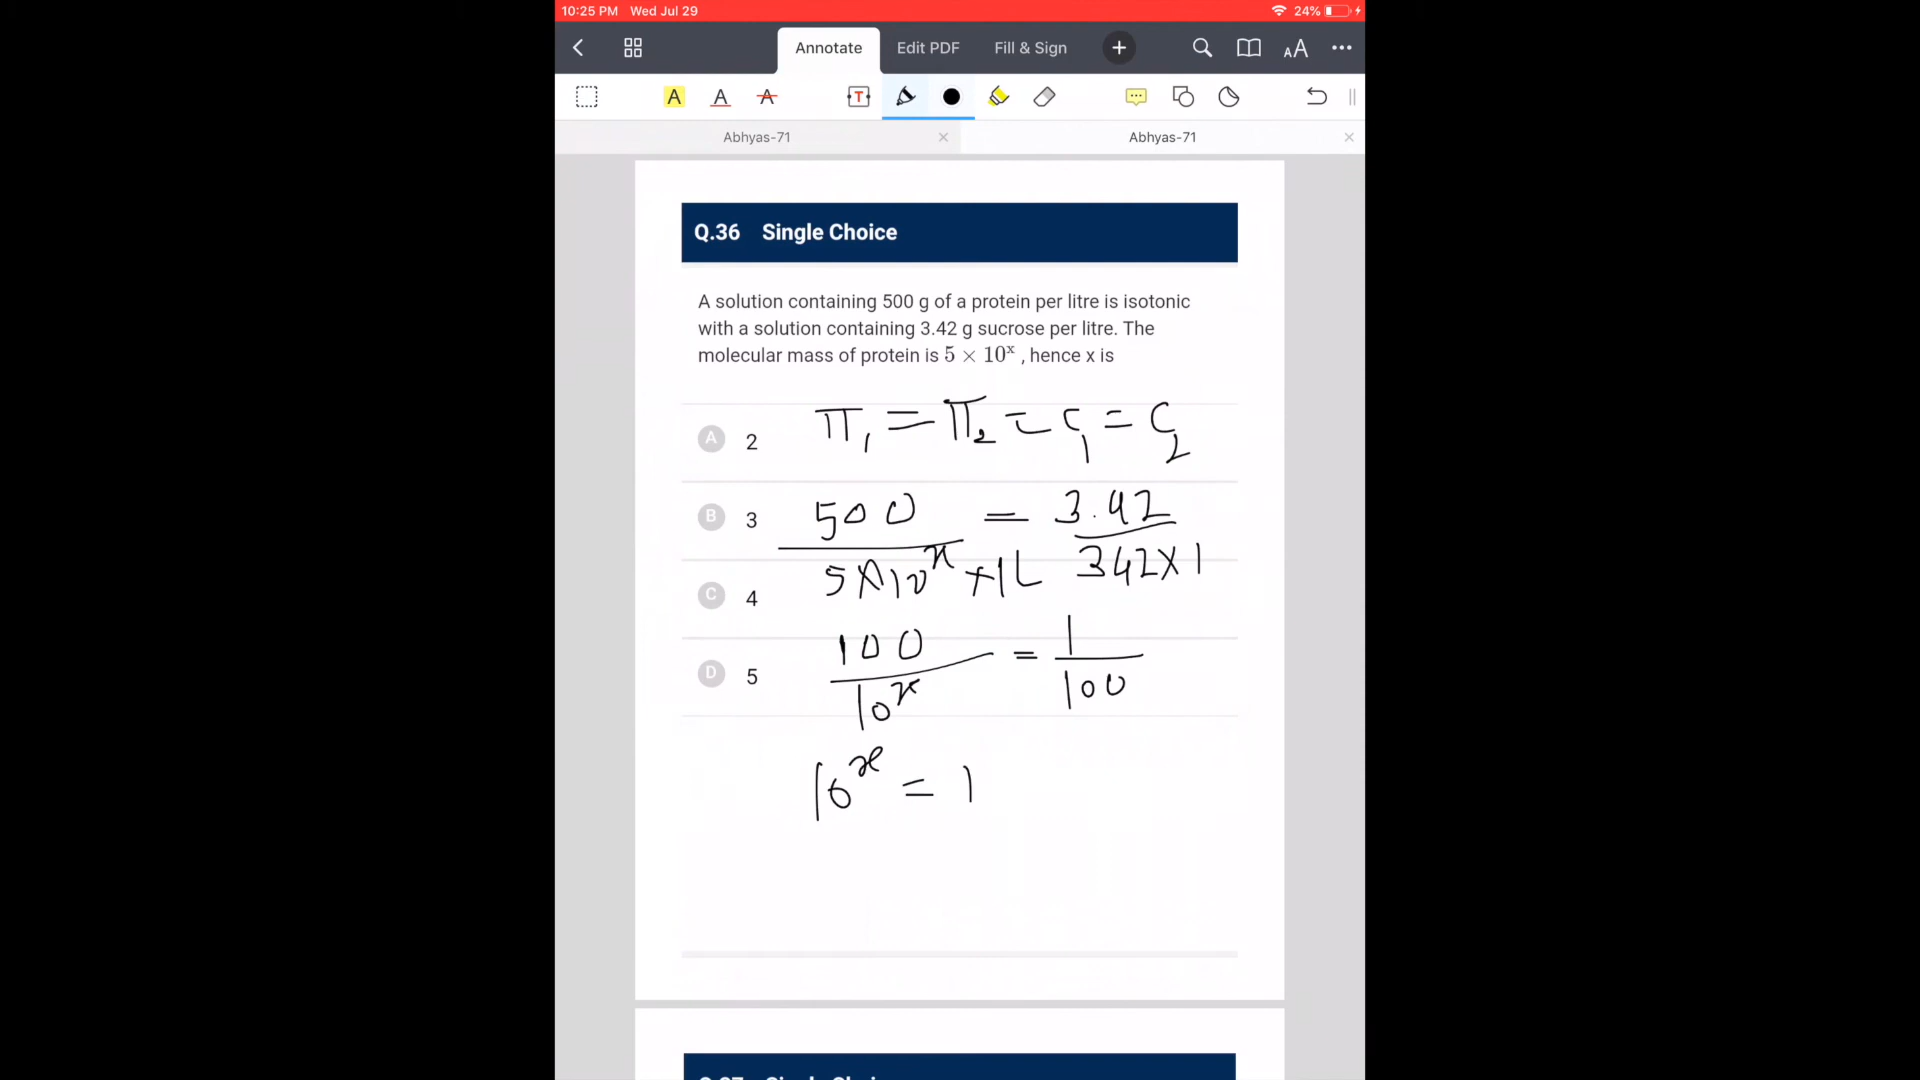 10:25 PM Wed Jul 29 24%
Annotate Edit PDF Fill & Sign
A A A T AA
Abhyas-71 Abhyas-71
Q.36 Single Choice
A solution containing 500 g of a protein per litre is isotonic
with a solution containing 3.42 g sucrose per litre. The
molecular mass of protein is 5 × 10ˣ , hence x is
A 2
π₁ = π₂ = C₁ = C₂
B 3
500 = 3.42
5×10ˣ×1L 342×1
C 4
100 = 1
10ˣ 100
D 5
10ˣ = 1